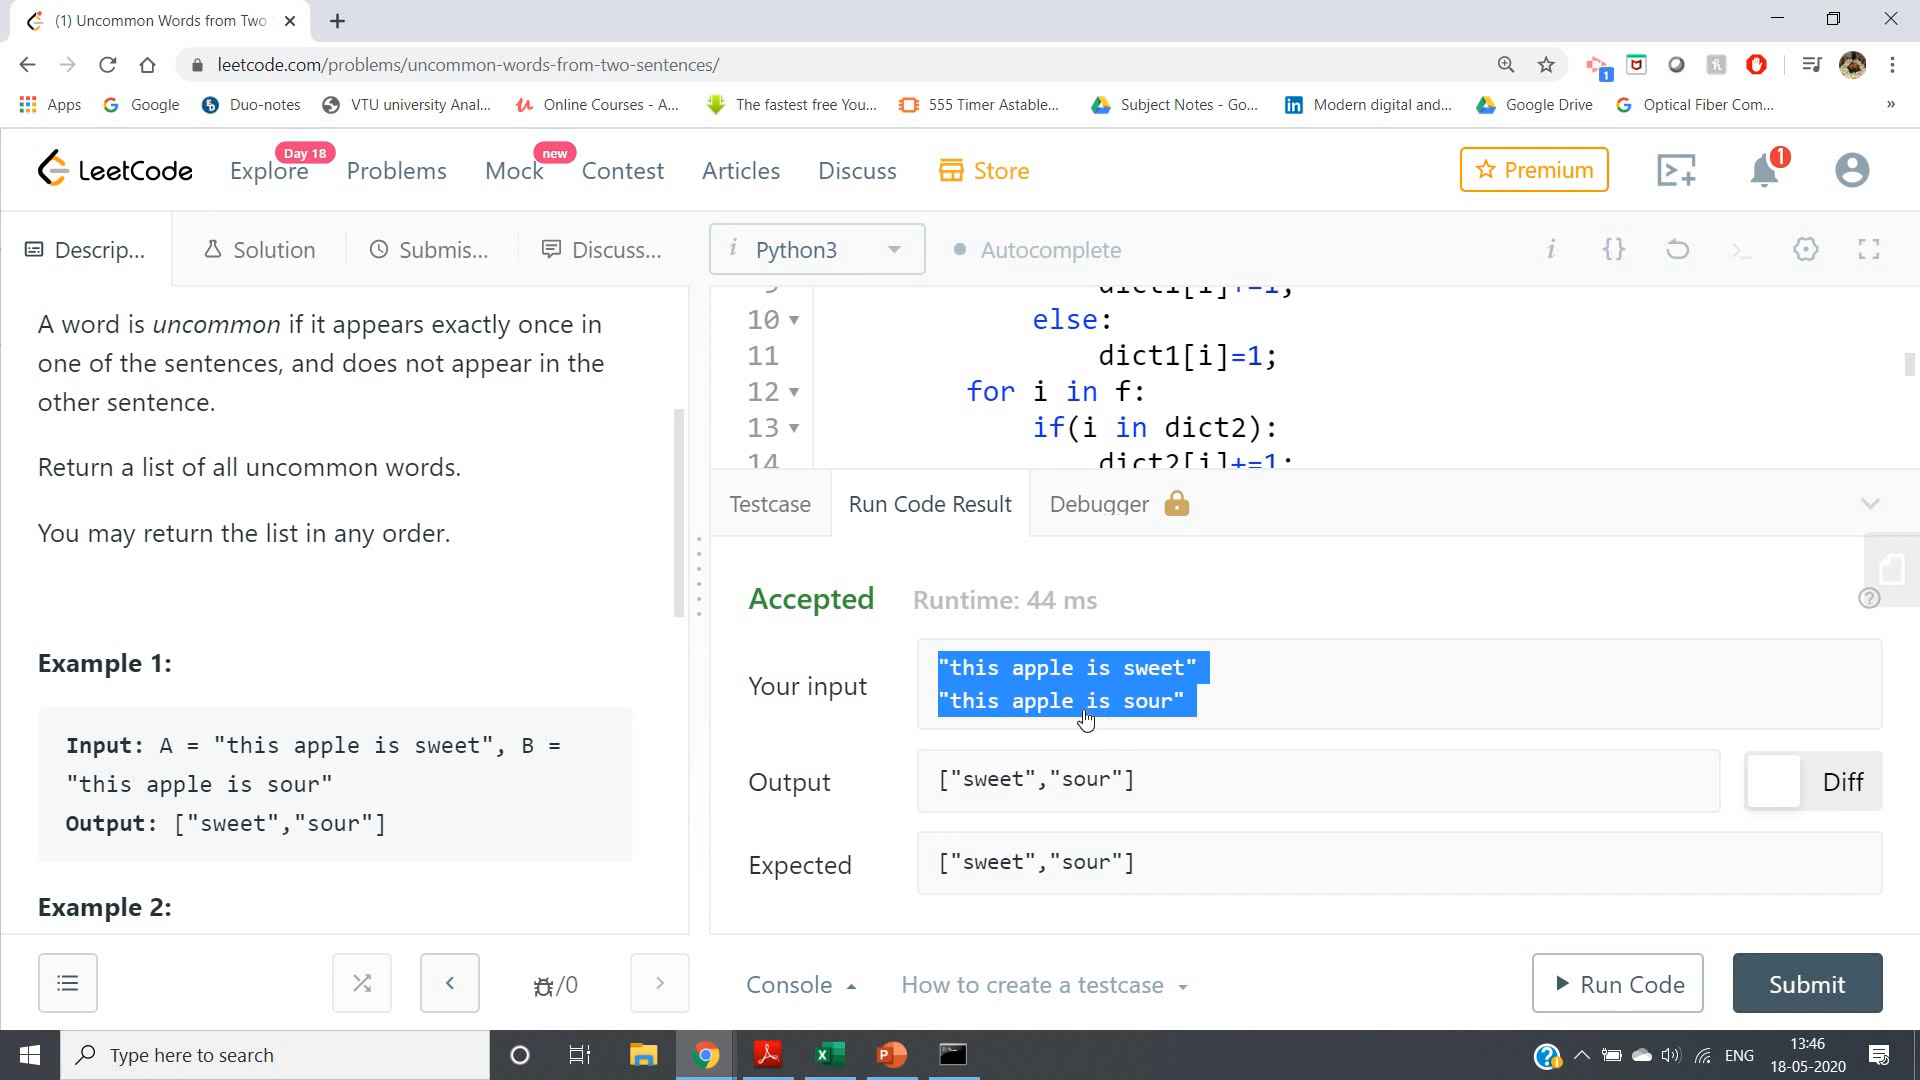 (1) Uncommon Words from Two
leetcode.com/problems/uncommon-words-from-two-sentences/
1
Apps
Google
Duo-notes
VTU university Anal...
Online Courses - A...
The fastest free You...
555 Timer Astable...
Subject Notes - Go...
Modern digital and...
Google Drive
Optical Fiber Com...
»
LeetCode
Explore
Day 18
Problems
Mock
new
Contest
Articles
Discuss
Store
Premium
1
Descrip...
Solution
Submis...
Discuss...
i Python3
Autocomplete
i
{}
A word is uncommon if it appears exactly once in
one of the sentences, and does not appear in the
other sentence.
Return a list of all uncommon words.
You may return the list in any order.
Example 1:
Input: A = "this apple is sweet", B =
"this apple is sour"
Output: ["sweet","sour"]
Example 2:
9 dict1[i]+=1;
10 else:
11 dict1[i]=1;
12 for i in f:
13 if(i in dict2):
14 dict2[i]+=1;
Testcase
Run Code Result
Debugger
Accepted
Runtime: 44 ms
Your input
"this apple is sweet"
"this apple is sour"
Output
["sweet","sour"]
Diff
Expected
["sweet","sour"]
/0
Console
How to create a testcase
Run Code
Submit
Type here to search
ENG
13:46
18-05-2020